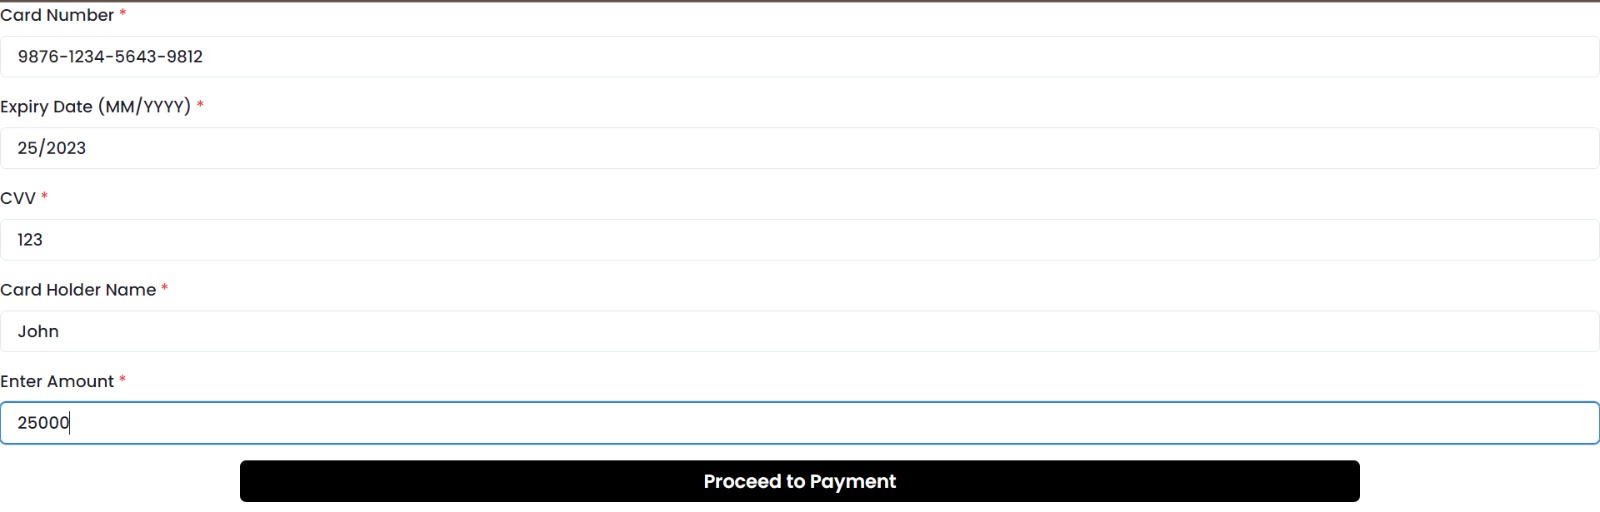 Card Number *
9876-1234-5643-9812
Expiry Date (MM/YYYY) *
25/2023
CVV *
123
Card Holder Name *
John
Enter Amount *
25000
Proceed to Payment